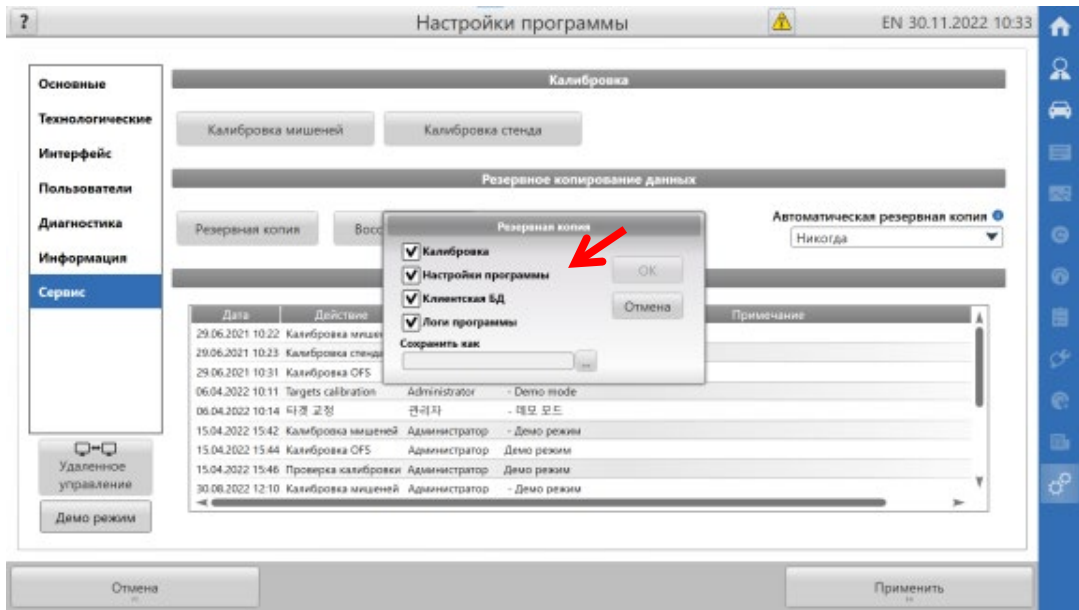 ?
Настройки программы
EN 30.11.2022 10:33
Основные
Технологические
Интерфейс
Пользователи
Диагностика
Информация
Сервис
Удаленное
управление
Демо режим
Калибровка
Калибровка мишеней
Калибровка стенда
Резервное копирование данных
Резервная копия
Восс
Автоматическая резервная копия
Никогда
Резервная копия
Калибровка
Настройки программы
Клиентская БД
Логи программы
Сохранить как
...
OK
Отмена
Дата Действие Примечание
29.06.2021 10:22 Калибровка мише
29.06.2021 10:23 Калибровка стенда
29.06.2021 10:31 Калибровка OFS
06.04.2022 10:11 Targets calibration Administrator - Demo mode
06.04.2022 10:14 타겟 교정 관리자 - 데모 모드
15.04.2022 15:42 Калибровка мишеней Администратор - Демо режим
15.04.2022 15:44 Калибровка OFS Администратор Демо режим
15.04.2022 15:46 Проверка калибровки Администратор Демо режим
30.08.2022 12:10 Калибровка мишеней Администратор - Демо режим
Отмена
Применить